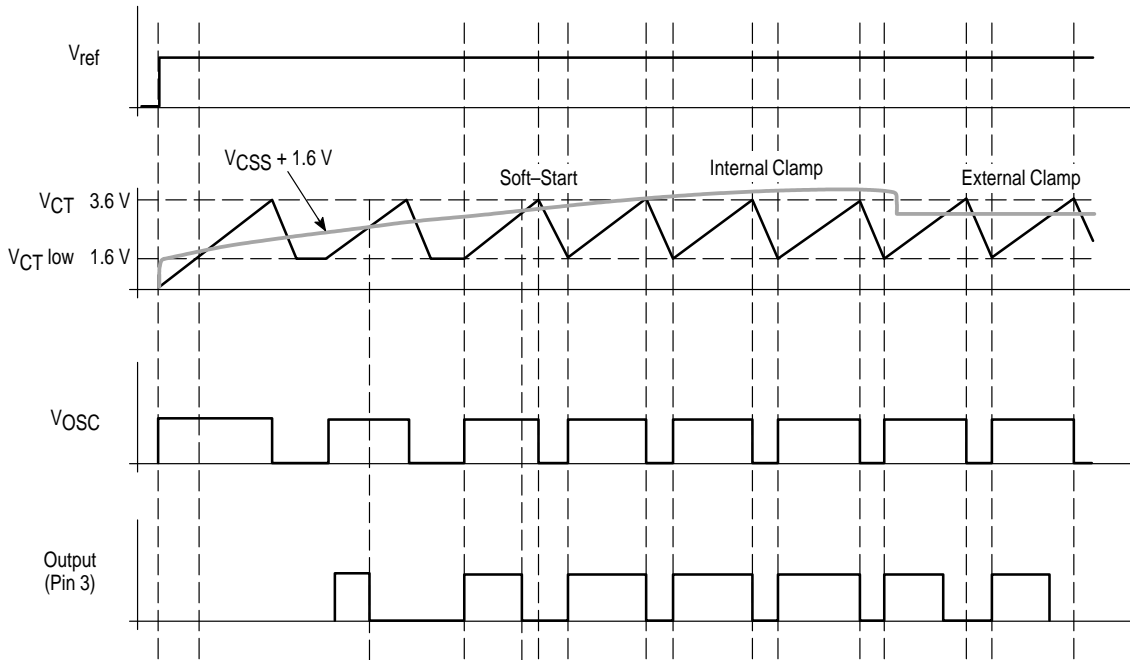 Vref
VCSS + 1.6 V
Soft–Start
Internal Clamp
External Clamp
VCT 3.6 V
VCT low 1.6 V
VOSC
Output
(Pin 3)